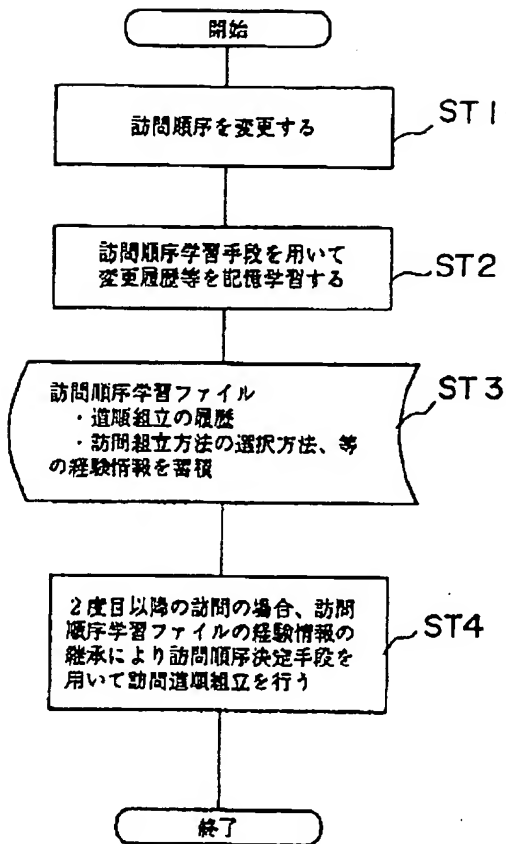 開始
訪問順序を変更する
ST1
訪問順序学習手段を用いて
変更履歴等を記憶学習する
ST2
訪問順序学習ファイル
・道順組立の履歴
・訪問組立方法の選択方法、等
の経験情報を蓄積
ST3
2度目以降の訪問の場合、訪問
順序学習ファイルの経験情報の
継承により訪問順序決定手段を
用いて訪問道順組立を行う
ST4
終了